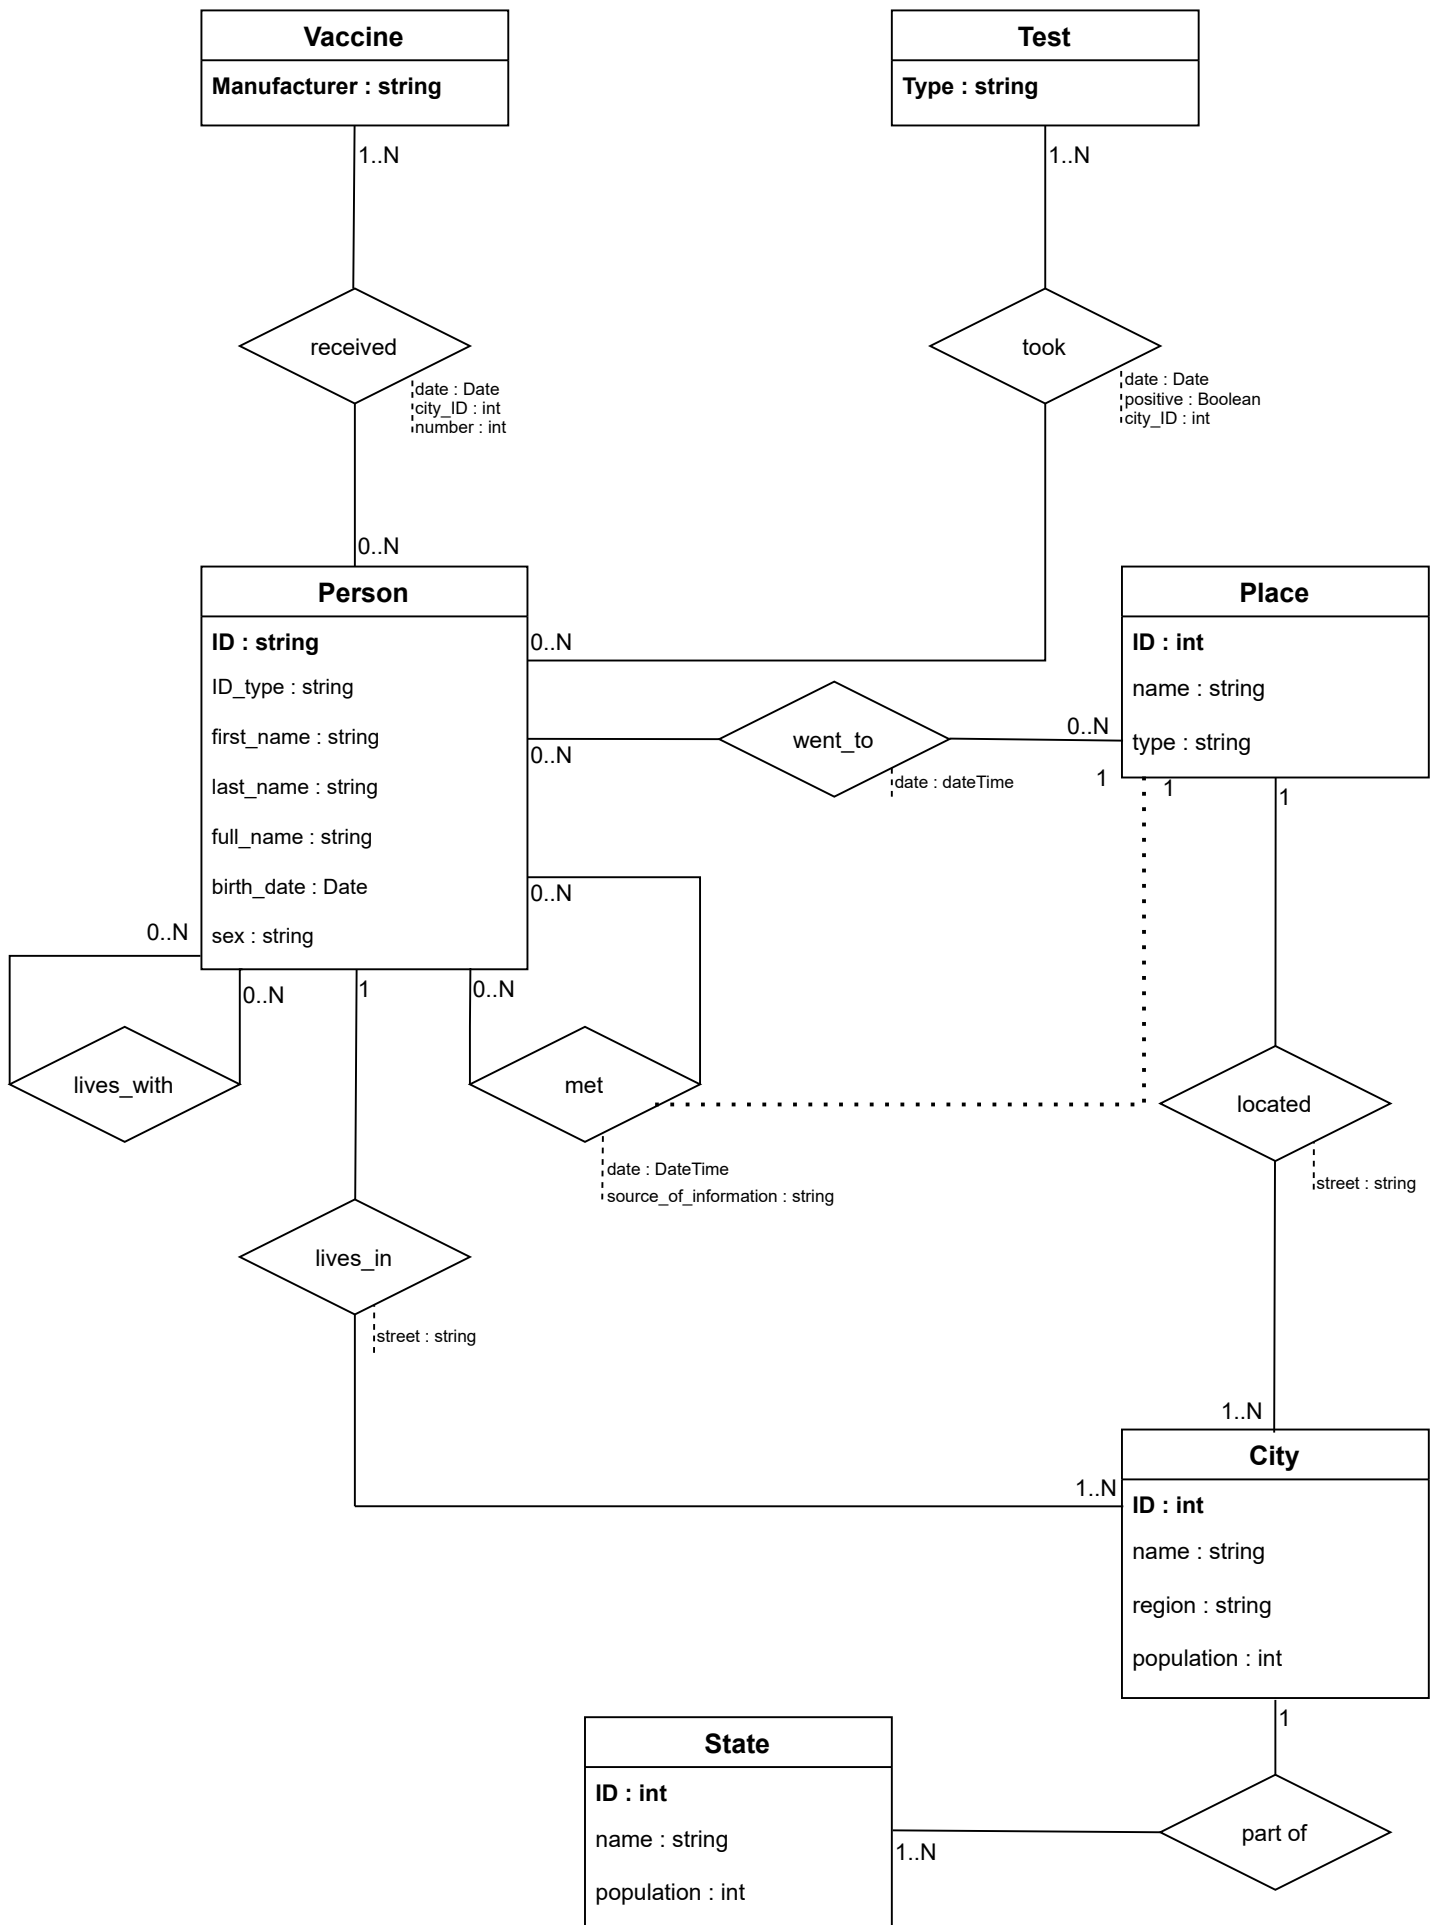 Vaccine
Manufacturer : string
Test
Type : string
1..N
1..N
received
date : Date
city_ID : int
number : int
took
date : Date
positive : Boolean
city_ID : int
0..N
Person
ID : string
ID_type : string
first_name : string
last_name : string
full_name : string
birth_date : Date
sex : string
0..N
0..N
went_to
date : dateTime
0..N
Place
ID : int
name : string
type : string
1
1
1
0..N
0..N
0..N
1
0..N
lives_with
met
date : DateTime
source_of_information : string
located
street : string
lives_in
street : string
1..N
1..N
City
ID : int
name : string
region : string
population : int
1
State
ID : int
name : string
population : int
1..N
part of